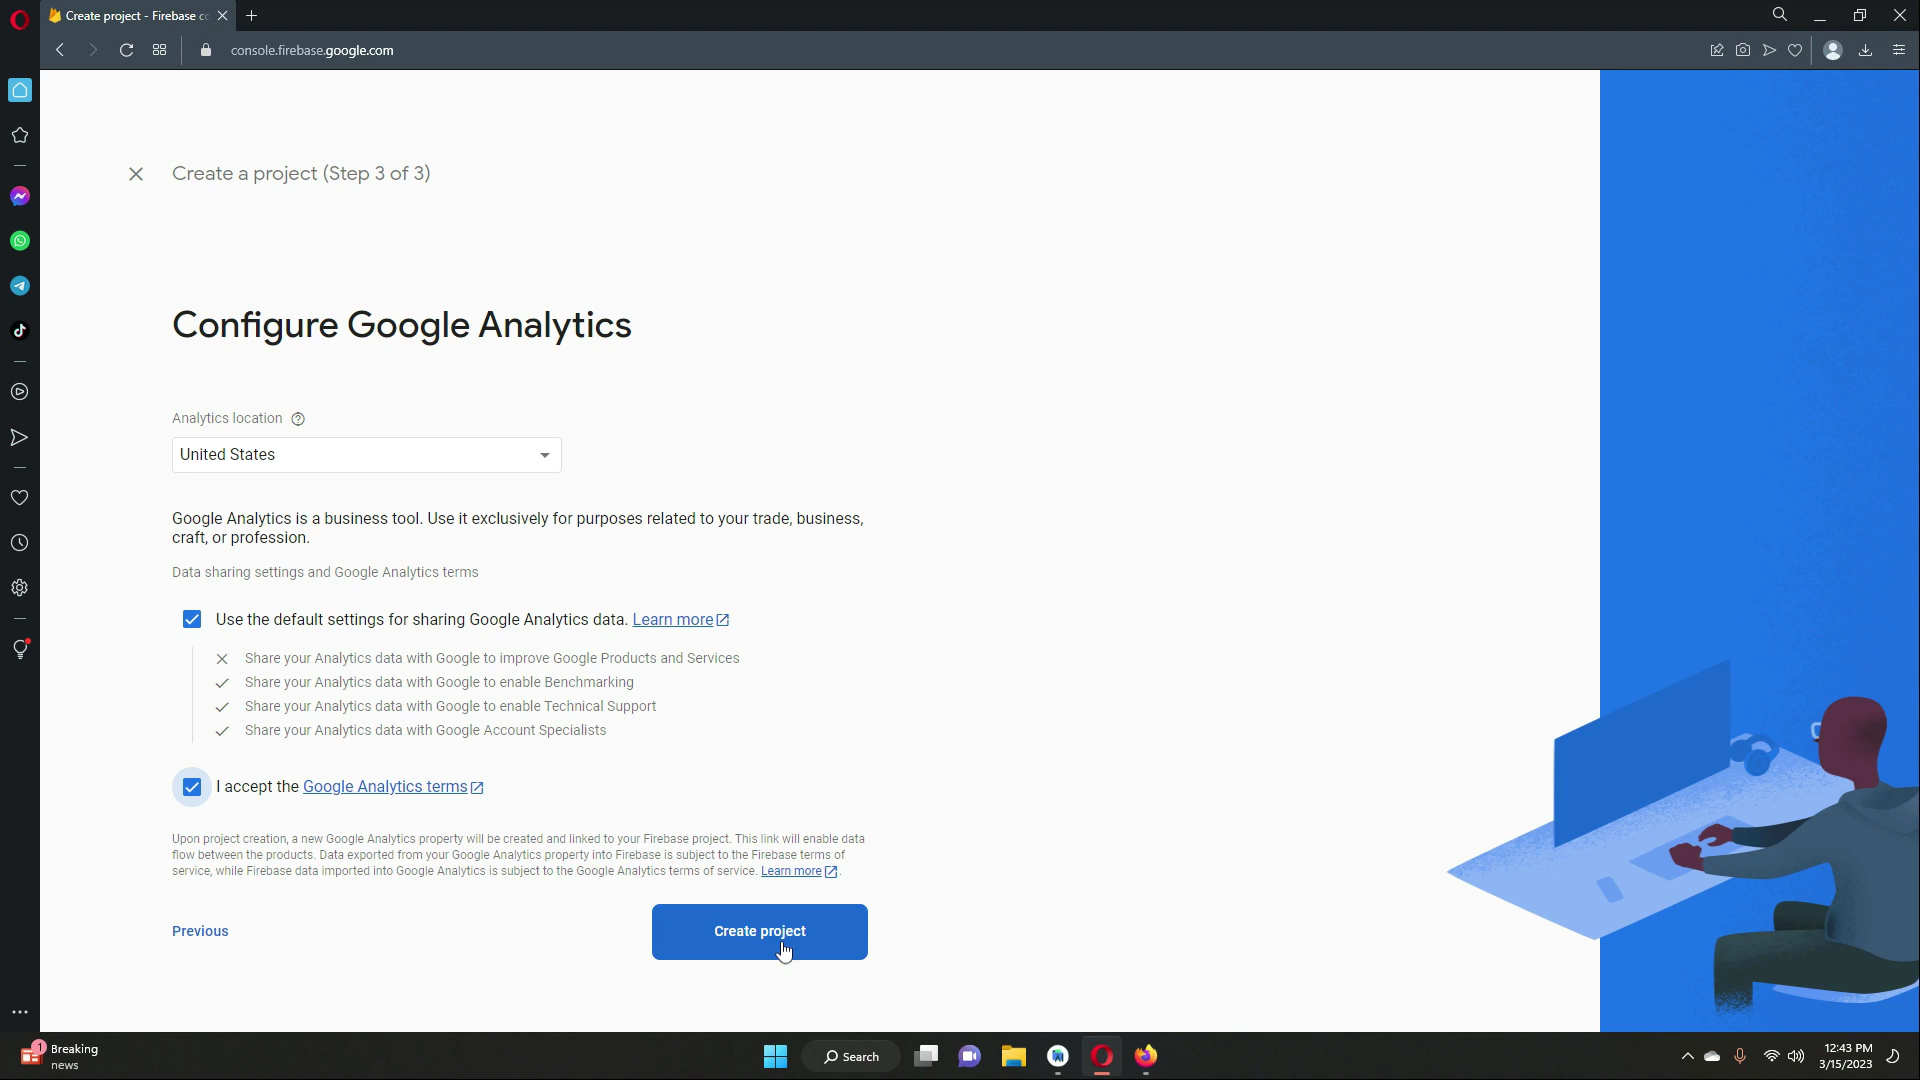 Create project - Firebase co
console.firebase.google.com
Create a project (Step 3 of 3)
Configure Google Analytics
Analytics location
United States
Google Analytics is a business tool. Use it exclusively for purposes related to your trade, business,
craft, or profession.
Data sharing settings and Google Analytics terms
Use the default settings for sharing Google Analytics data. Learn more
Share your Analytics data with Google to improve Google Products and Services
Share your Analytics data with Google to enable Benchmarking
Share your Analytics data with Google to enable Technical Support
Share your Analytics data with Google Account Specialists
I accept the Google Analytics terms
Upon project creation, a new Google Analytics property will be created and linked to your Firebase project. This link will enable data
flow between the products. Data exported from your Google Analytics property into Firebase is subject to the Firebase terms of
service, while Firebase data imported into Google Analytics is subject to the Google Analytics terms of service. Learn more.
Previous
Create project
1
Breaking
news
Search
12:43 PM
3/15/2023